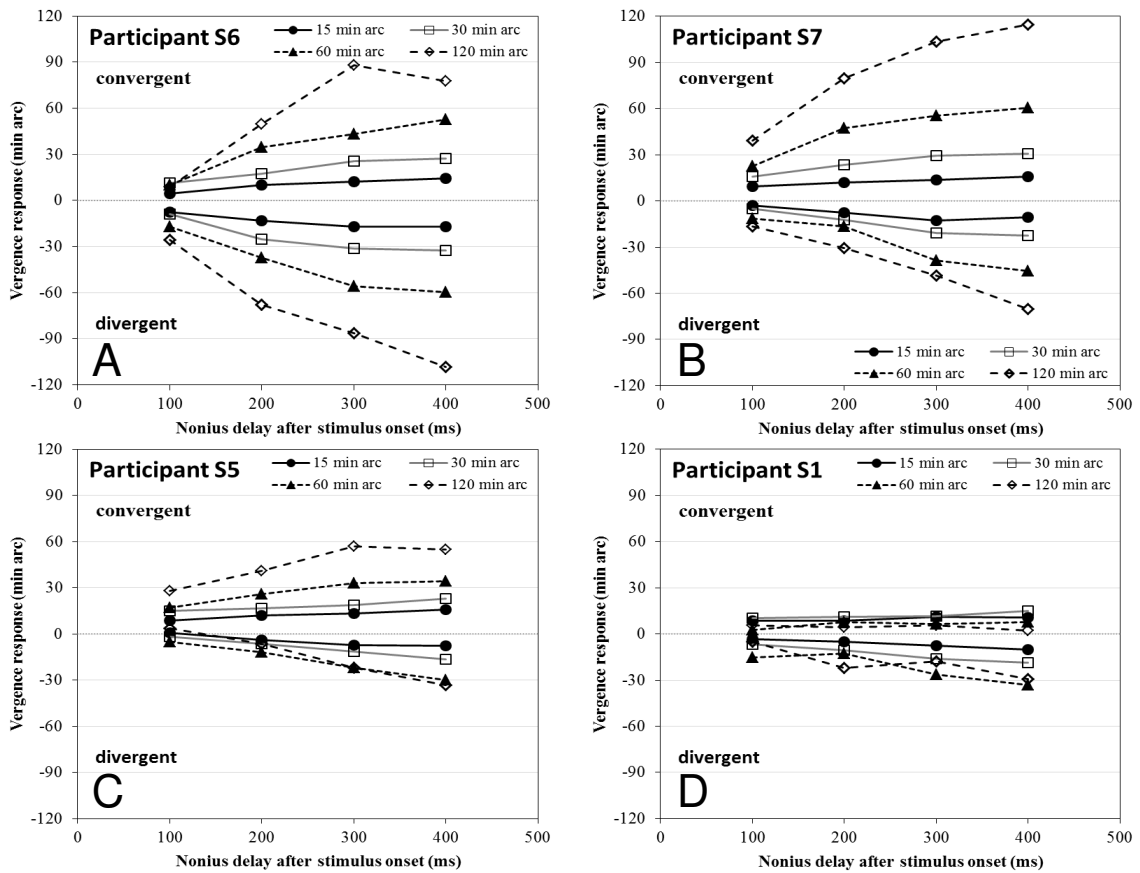 120
90
60
30
0
-30
-60
-90
-120
Vergence response (min arc)
Participant S6
15 min arc 30 min arc
60 min arc 120 min arc
convergent
divergent
A
0 100 200 300 400 500
Nonius delay after stimulus onset (ms)
120
90
60
30
0
-30
-60
-90
-120
Vergence response (min arc)
Participant S7
convergent
divergent
B
15 min arc 30 min arc
60 min arc 120 min arc
0 100 200 300 400 500
Nonius delay after stimulus onset (ms)
120
90
60
30
0
-30
-60
-90
-120
Vergence response (min arc)
Participant S5
15 min arc 30 min arc
60 min arc 120 min arc
convergent
divergent
C
0 100 200 300 400 500
Nonius delay after stimulus onset (ms)
120
90
60
30
0
-30
-60
-90
-120
Vergence response (min arc)
Participant S1
15 min arc 30 min arc
60 min arc 120 min arc
convergent
divergent
D
0 100 200 300 400 500
Nonius delay after stimulus onset (ms)